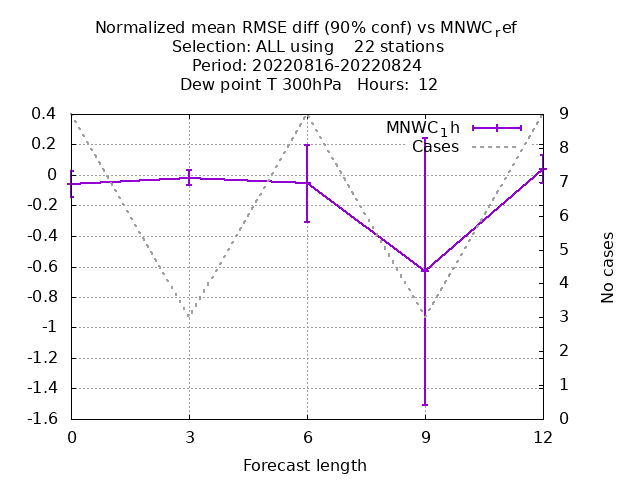 Normalized mean RMSE diff (90% conf) vs MNWCref
Selection: ALL using    22 stations
Period: 20220816-20220824
Dew point T 300hPa   Hours:  12
0.4
0.2
0
-0.2
-0.4
-0.6
-0.8
-1
-1.2
-1.4
-1.6
MNWC1h
Cases
9
8
7
6
5
4
3
2
1
0
No cases
0 3 6 9 12
Forecast length